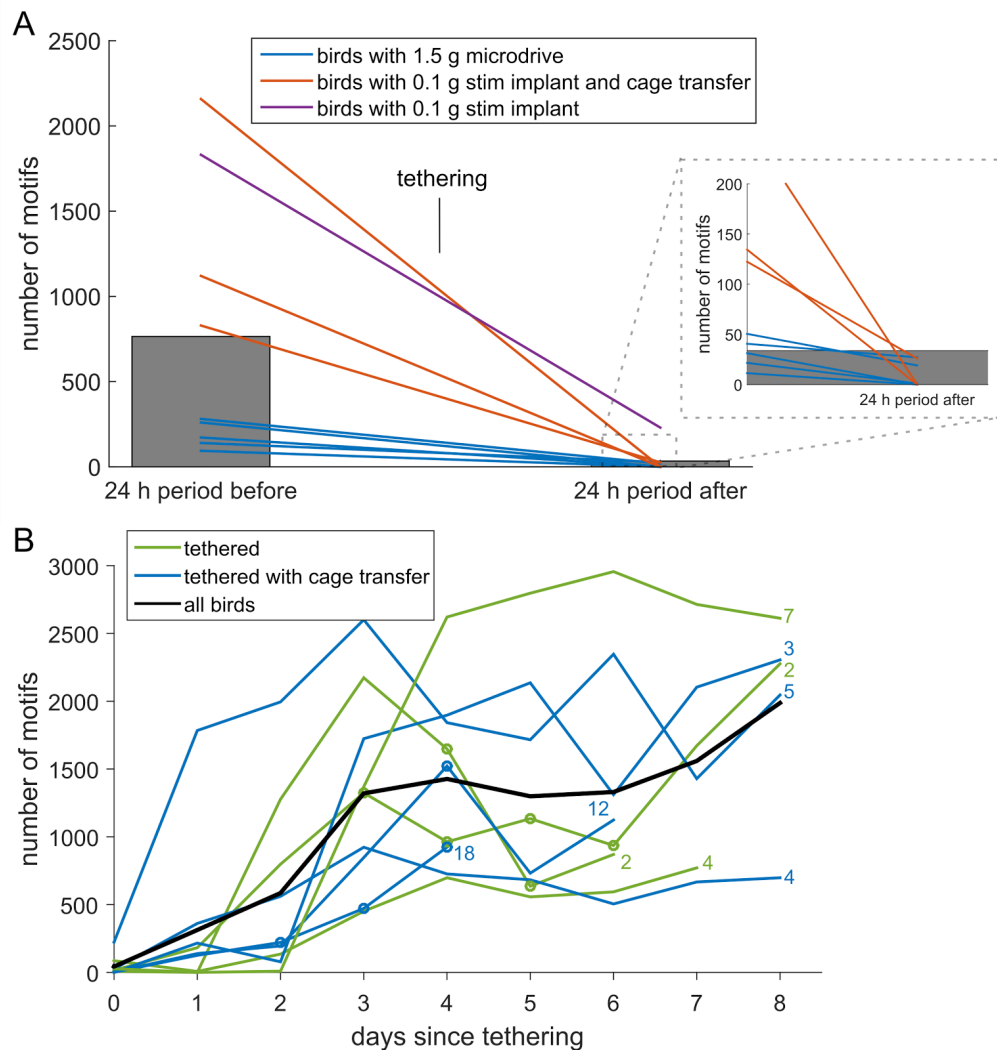 A
2500
2000
1500
1000
500
0
number of motifs
birds with 1.5 g microdrive
birds with 0.1 g stim implant and cage transfer
birds with 0.1 g stim implant
tethering
24 h period before
24 h period after
200
150
100
50
0
number of motifs
24 h period after
B
tethered
tethered with cage transfer
all birds
3000
2500
2000
1500
1000
500
0
number of motifs
7
3
2
5
12
18
2
4
4
0 1 2 3 4 5 6 7 8
days since tethering